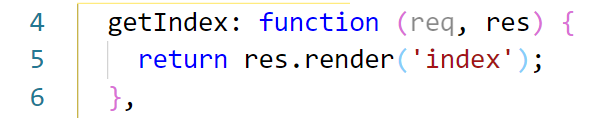 4 getIndex: function (req, res) {
5 return res.render('index');
6 },